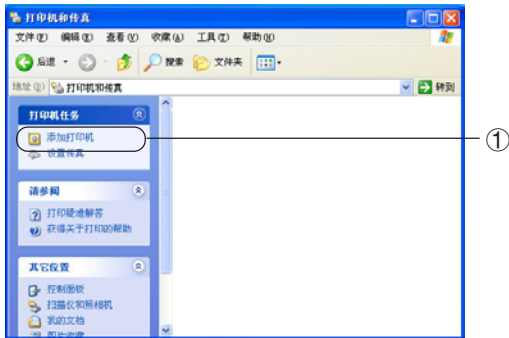 打印机和传真
文件(F) 编辑(E) 查看(V) 收藏(A) 工具(T) 帮助(H)
后退 搜索 文件夹
地址(D) 打印机和传真 转到
打印机任务
添加打印机 ①
设置传真
请参阅
打印疑难解答
获得关于打印的帮助
其它位置
控制面板
扫描仪和照相机
我的文档
图片收藏